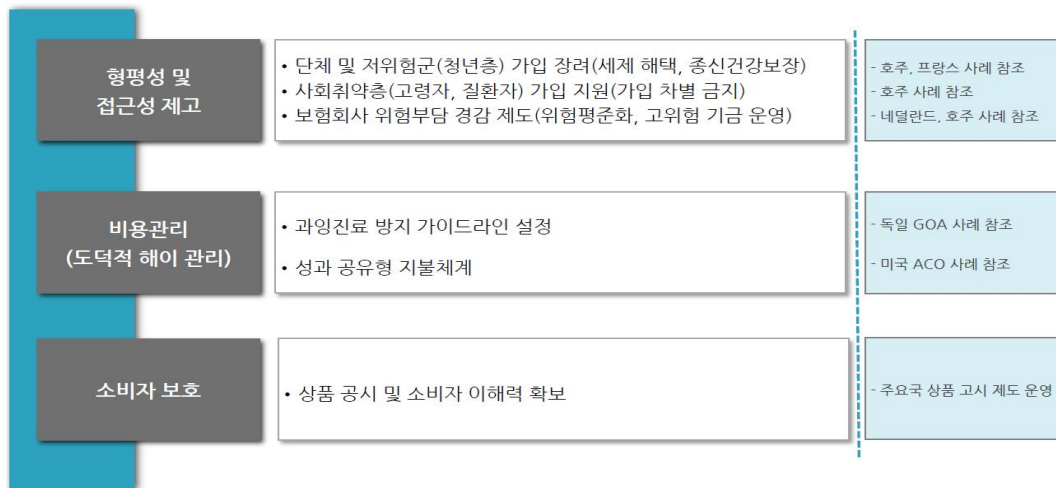 형평성 및
접근성 제고
• 단체 및 저위험군(청년층) 가입 장려(세제 혜택, 종신건강보장)
• 사회취약층(고령자, 질환자) 가입 지원(가입 차별 금지)
• 보험회사 위험부담 경감 제도(위험평준화, 고위험 기금 운영)
- 호주, 프랑스 사례 참조
- 호주 사례 참조
- 네덜란드, 호주 사례 참조
비용관리
(도덕적 해이 관리)
• 과잉진료 방지 가이드라인 설정
• 성과 공유형 지불체계
- 독일 GOA 사례 참조
- 미국 ACO 사례 참조
소비자 보호
• 상품 공시 및 소비자 이해력 확보
- 주요국 상품 고시 제도 운영